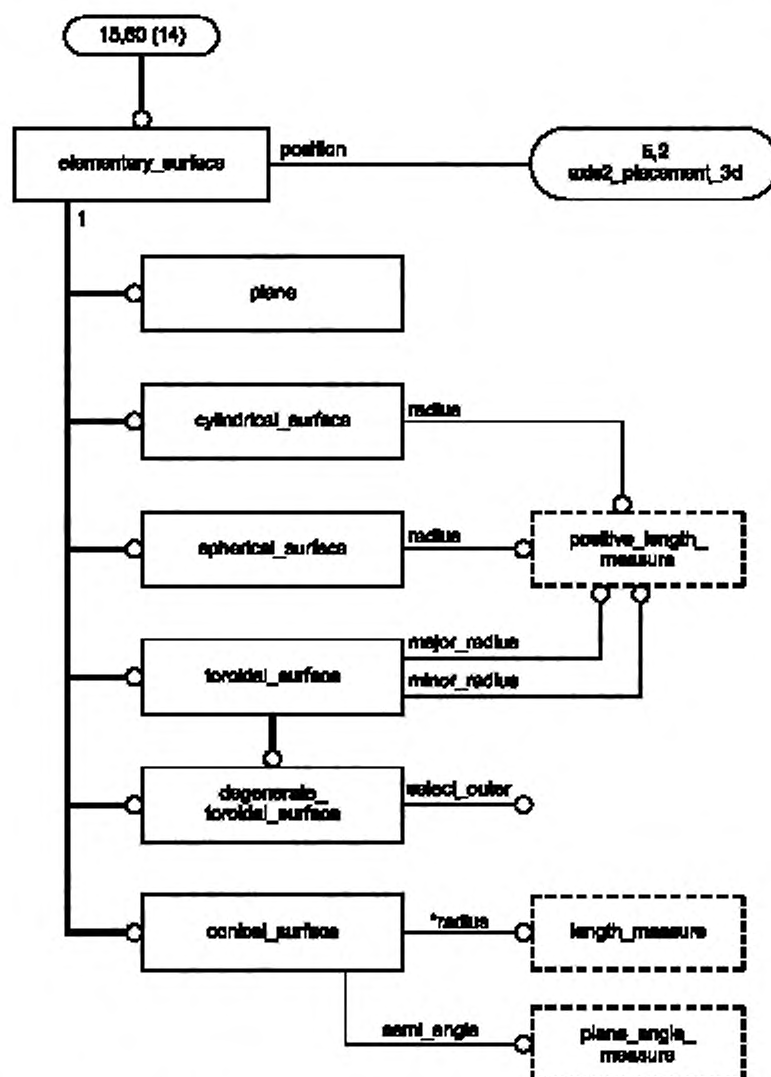 15,60 (14)
elementary_surface
position
5,2
axis2_placement_3d
1
plane
cylindrical_surface
radius
spherical_surface
radius
positive_length_
measure
toroidal_surface
major_radius
minor_radius
degenerate_
toroidal_surface
select_outer
conical_surface
*radius
length_measure
semi_angle
plane_angle_
measure